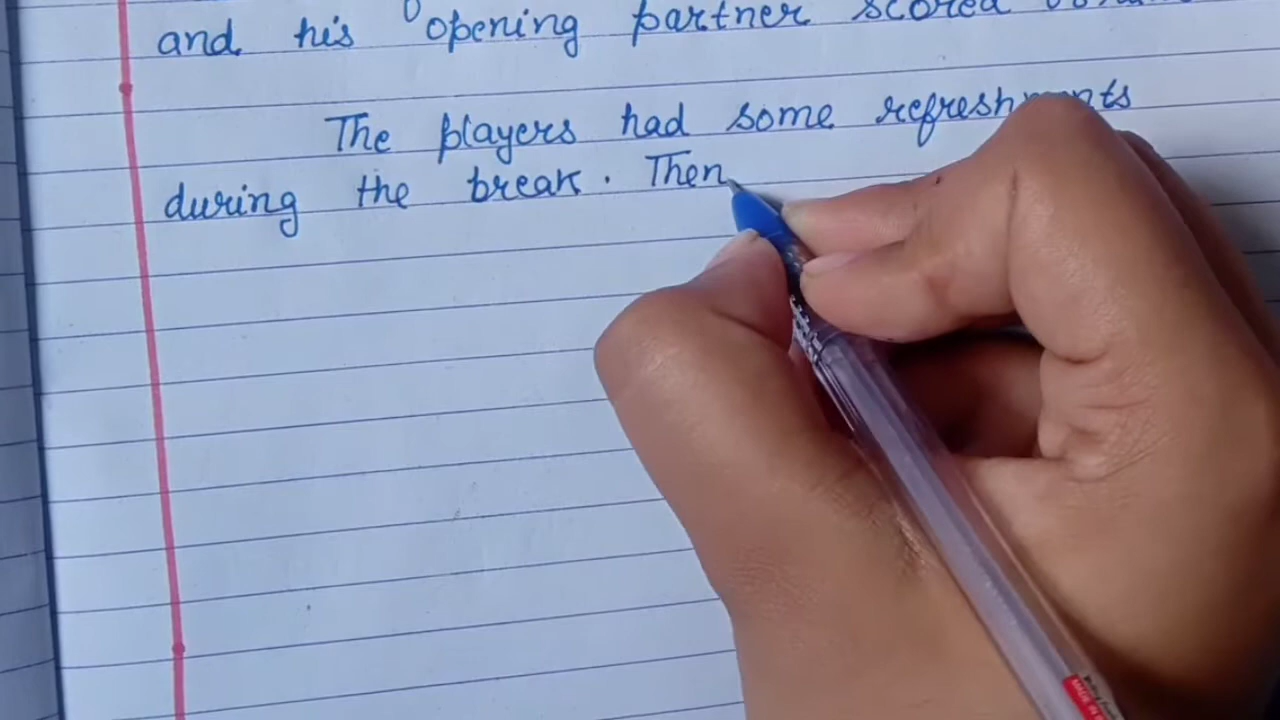 and his opening partner scored
The players had some refreshments
during the break. Then